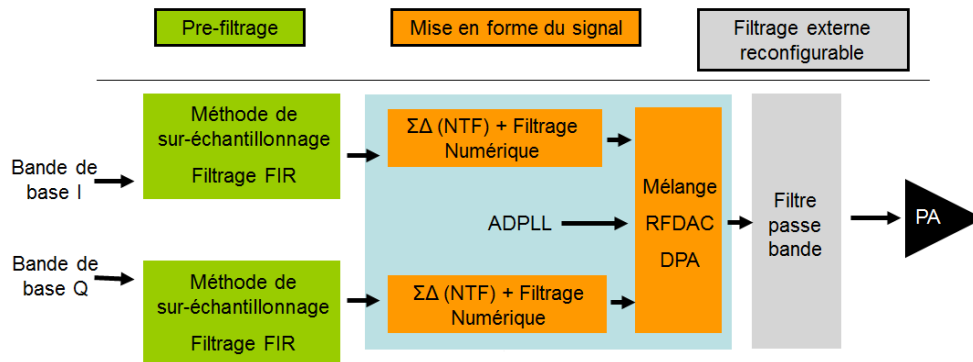 Pre-filtrage
Mise en forme du signal
Filtrage externe
reconfigurable
Bande de
base I
Méthode de
sur-échantillonnage
Filtrage FIR
ΣΔ (NTF) + Filtrage
Numérique
ADPLL
Mélange
RFDAC
DPA
Filtre
passe
bande
PA
Bande de
base Q
Méthode de
sur-échantillonnage
Filtrage FIR
ΣΔ (NTF) + Filtrage
Numérique